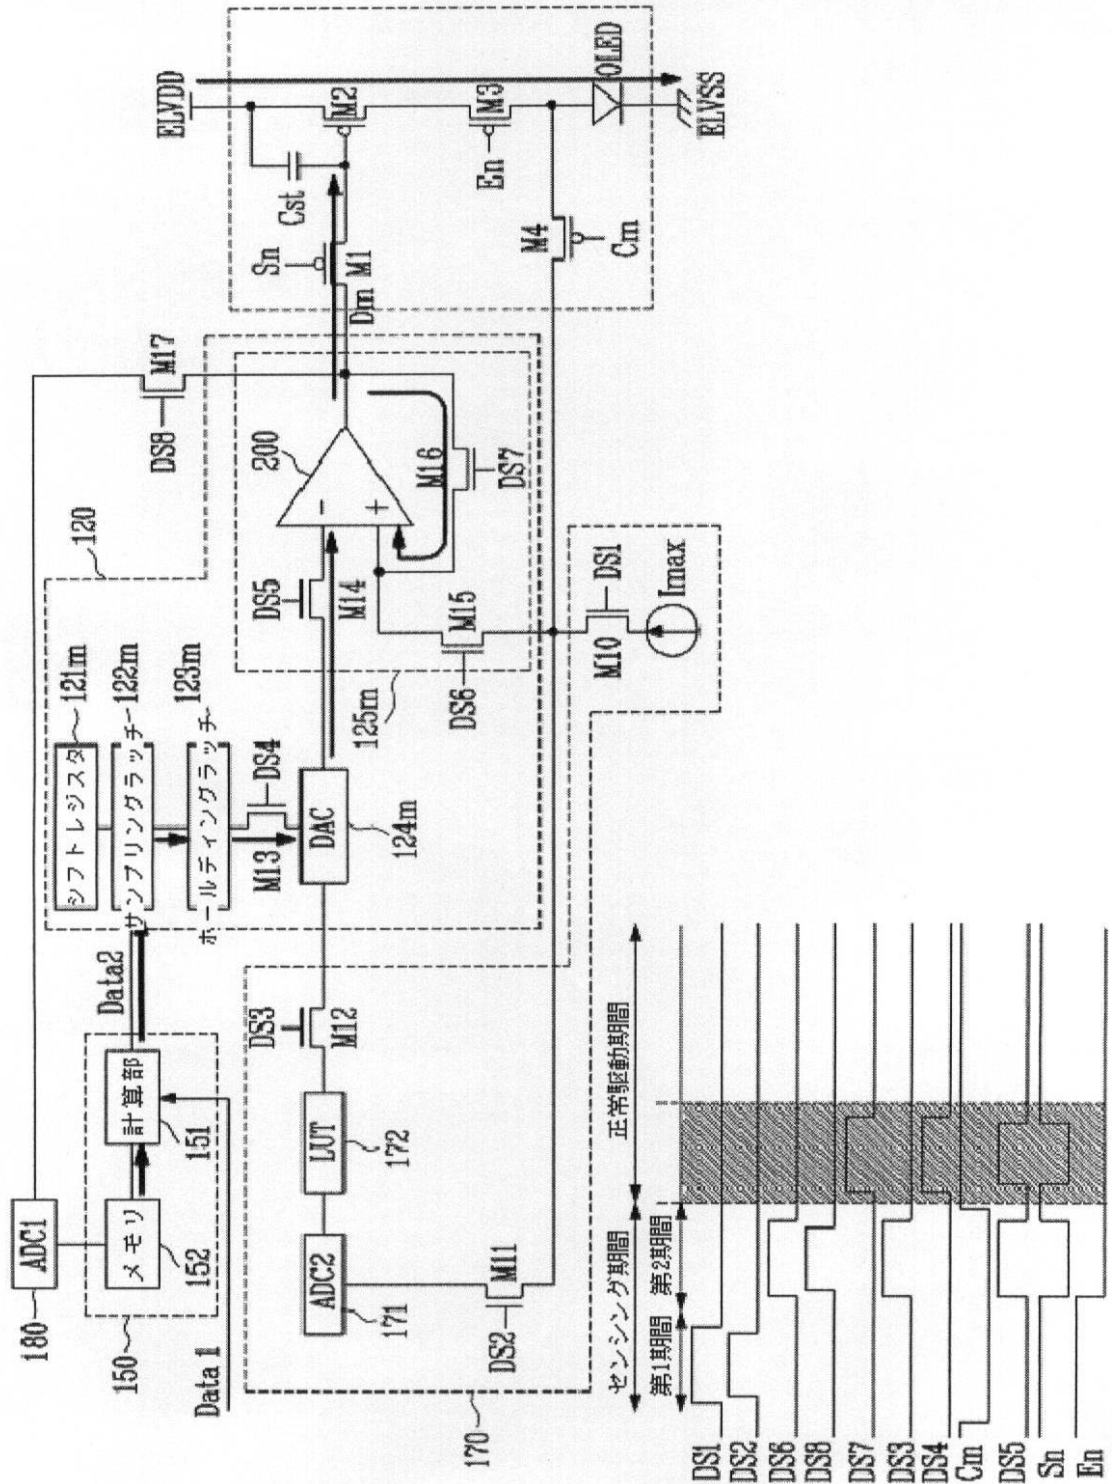 ELVDD
M2
Cst
Sn
M1
Dm
M3
En
M4
Cm
OLED
ELVSS
M17
DS8
120
200
-
+
M16
DS7
DS5
M14
M15
DS6
125m
M10
DS1
Imax
シフトレジスタ
121m
サンプリングラッチ
122m
ホールディングラッチ
123m
M13
DS4
DAC
124m
Data2
計算部
151
メモリ
152
150
Data1
ADC1
180
DS3
M12
LUT
172
ADC2
171
M11
DS2
170
センシング期間
正常駆動期間
第1期間
第2期間
DS1
DS2
DS6
DS8
DS7
DS3
DS4
Cm
DS5
Sn
En